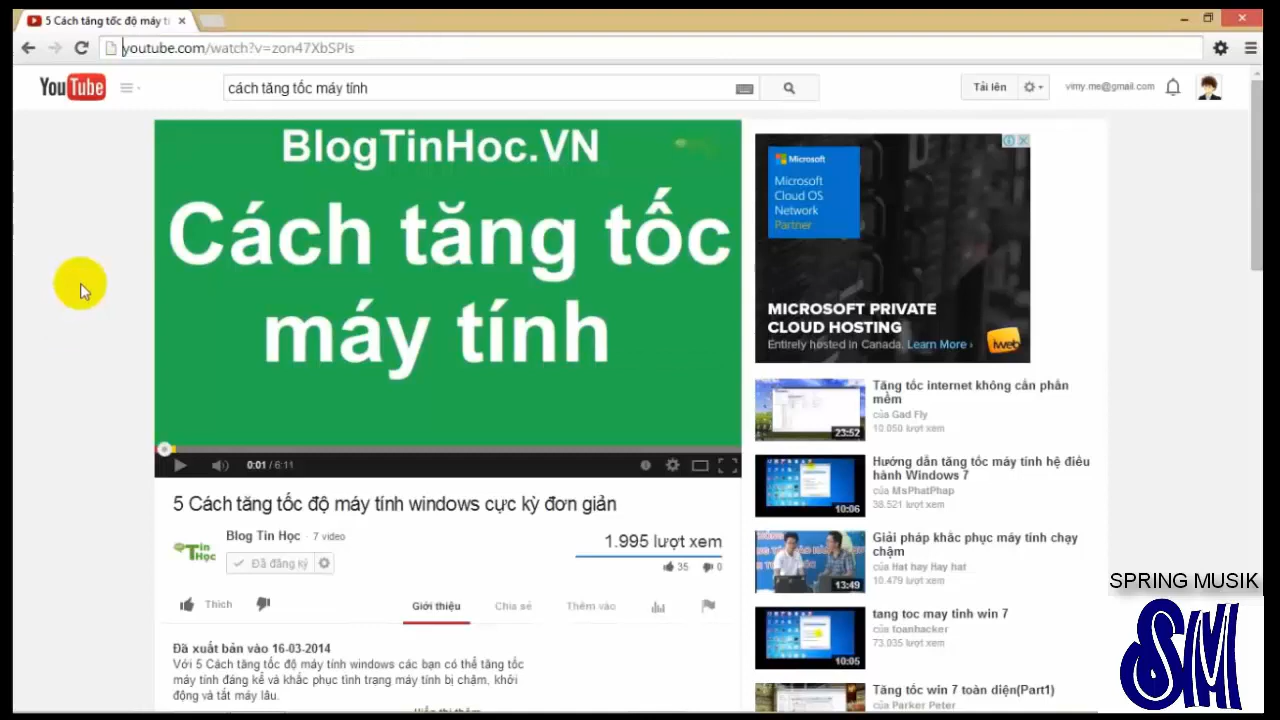 5 Cách tăng tốc độ máy tí
youtube.com/watch?v=zon47XbSPIs
YouTube
cách tăng tốc máy tính
Tải lên
vimy.me@gmail.com
BlogTinHoc.VN
Cách tăng tốc
máy tính
0:01 / 6:11
Microsoft
Microsoft
Cloud OS
Network
Partner
MICROSOFT PRIVATE
CLOUD HOSTING
Entirely hosted in Canada. Learn More ›
iweb
5 Cách tăng tốc độ máy tính windows cực kỳ đơn giản
Tin
Học
Blog Tin Học · 7 video
Đã đăng ký
1.995 lượt xem
35 0
Thích
Giới thiệu
Chia sẻ
Thêm vào
Đã xuất bản vào 16-03-2014
Với 5 Cách tăng tốc độ máy tính windows các bạn có thể tăng tốc
máy tính đáng kể và khắc phục tình trạng máy tính bị chậm, khởi
động và tắt máy lâu.
Hiển thị thêm
Tăng tốc internet không cần phần
mềm
của Gad Fly
10.050 lượt xem
23:52
Hướng dẫn tăng tốc máy tính hệ điều
hành Windows 7
của MsPhatPhap
38.521 lượt xem
10:06
Giải pháp khắc phục máy tính chạy
chậm
của Hat hay Hay hat
10.479 lượt xem
13:49
tang toc may tinh win 7
của toanhacker
73.935 lượt xem
10:05
Tăng tốc win 7 toàn diện(Part1)
của Parker Peter
SPRING MUSIK
SM